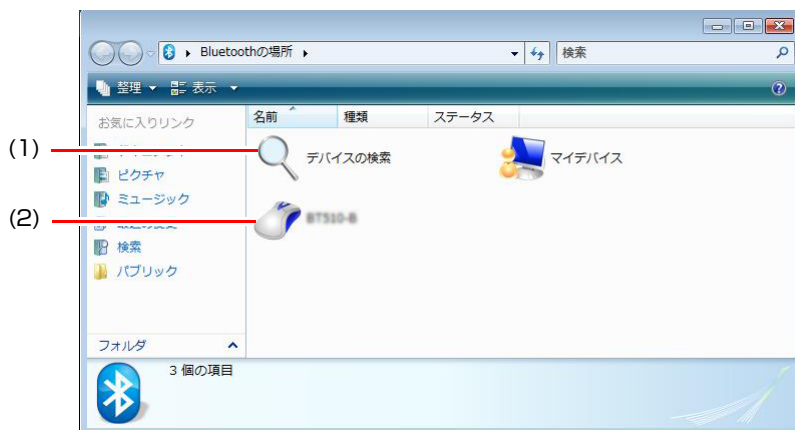 Bluetoothの場所
検索
整理 表示
お気に入りリンク
名前 種類 ステータス
(1)
デバイスの検索
マイデバイス
ピクチャ
ミュージック
(2)
BT510-B
検索
パブリック
フォルダ
3 個の項目